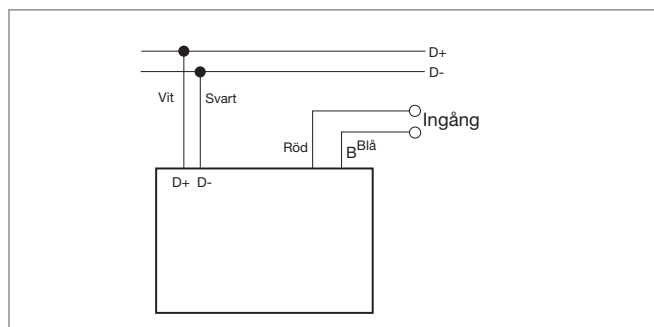 D+
D-
Vit
Svart
Ingång
Röd
BBlå
D+ D-